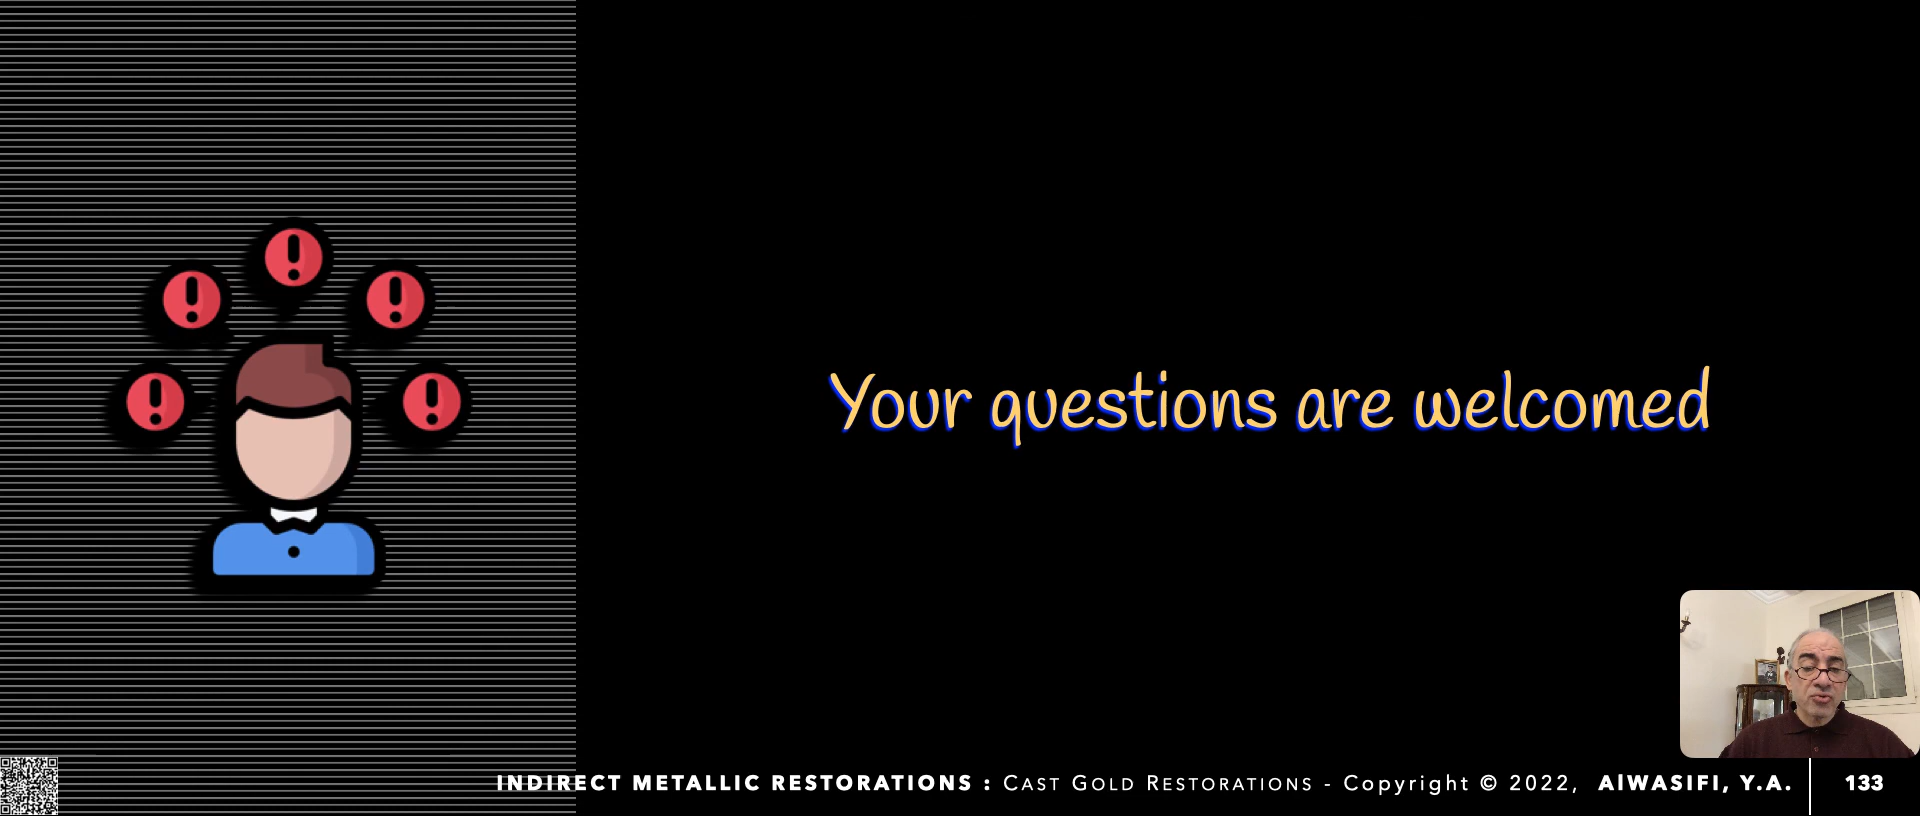 Your questions are welcomed
INDIRECT METALLIC RESTORATIONS : CAST GOLD RESTORATIONS - Copyright © 2022, AlWASIFI, Y.A. 133